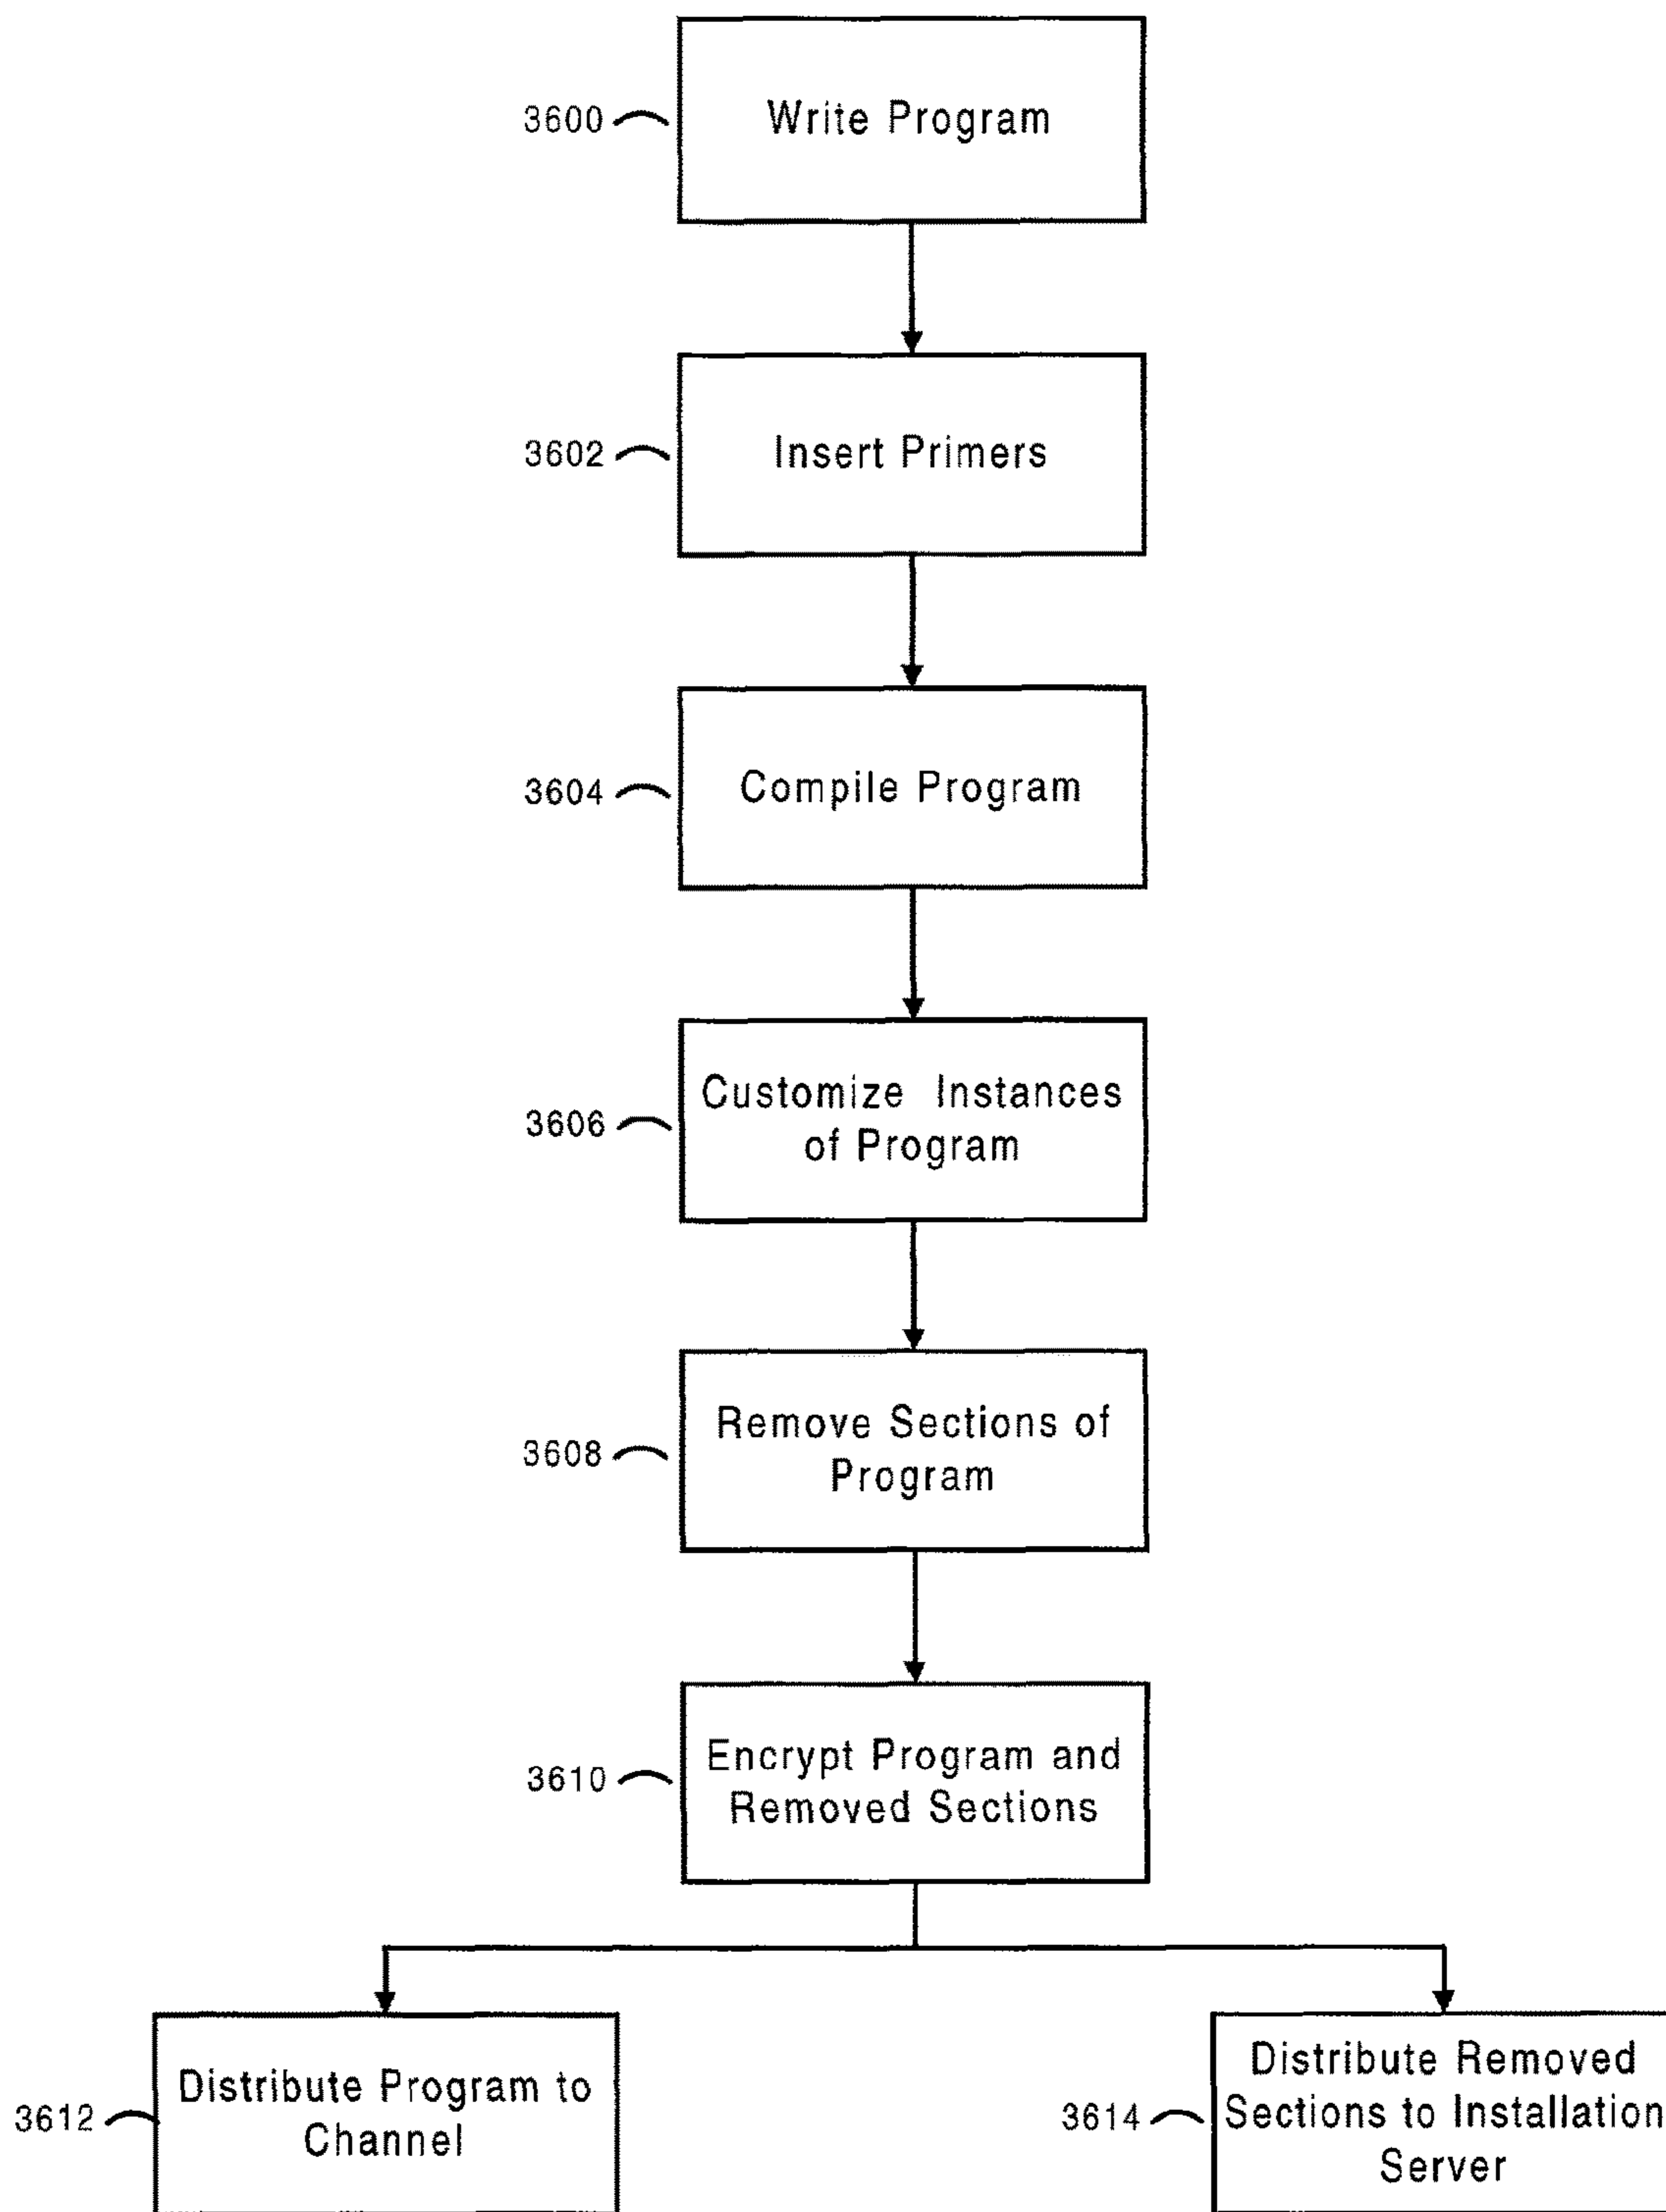 3600
Write Program
3602
Insert Primers
3604
Compile Program
3606
Customize Instances
of Program
3608
Remove Sections of
Program
3610
Encrypt Program and
Removed Sections
3612
Distribute Program to
Channel
3614
Distribute Removed
Sections to Installation
Server